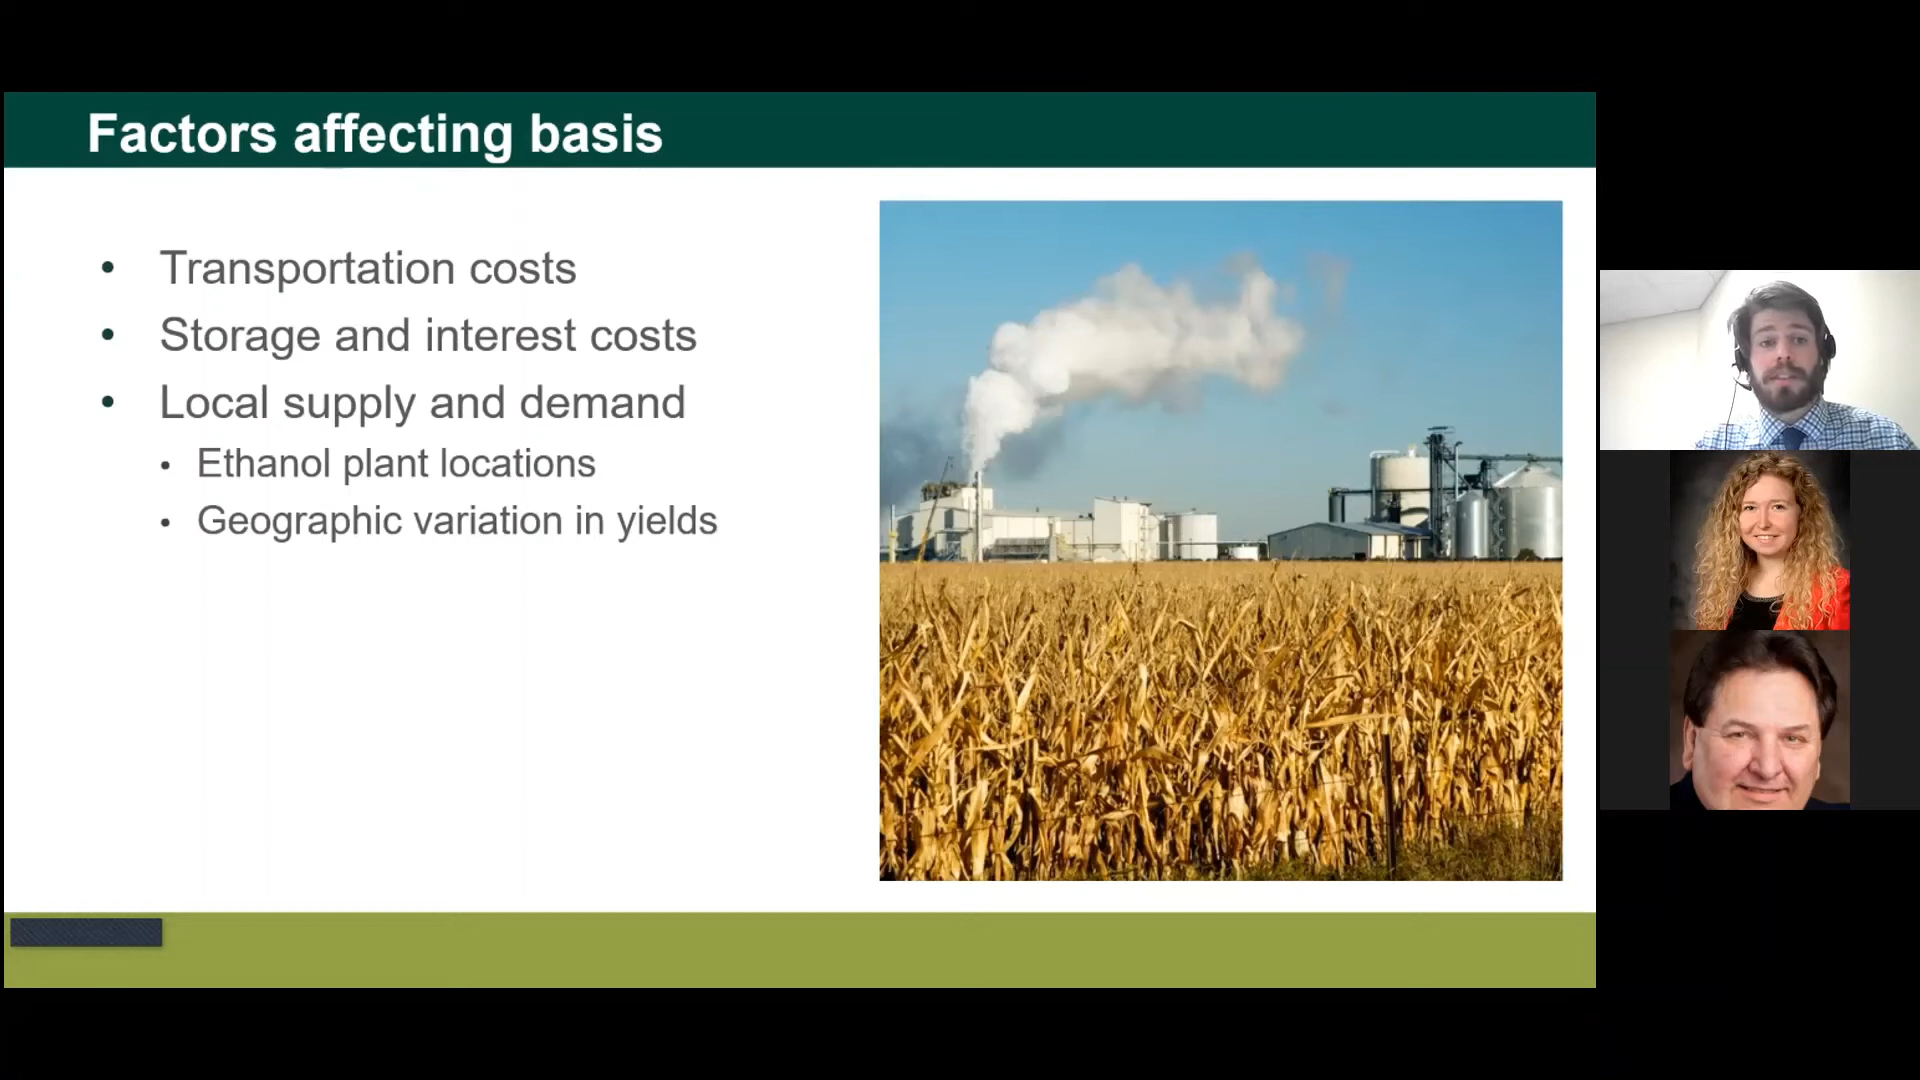 Factors affecting basis
• Transportation costs
• Storage and interest costs
• Local supply and demand
• Ethanol plant locations
• Geographic variation in yields